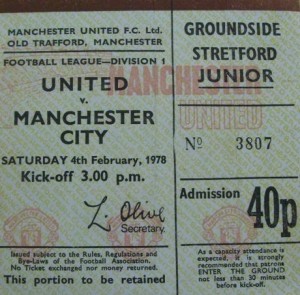 MANCHESTER UNITED F.C. Ltd.
OLD TRAFFORD, MANCHESTER
FOOTBALL LEAGUE—DIVISION 1
UNITED
v.
MANCHESTER
CITY
SATURDAY 4th February, 1978
Kick-off 3.00 p.m.
L. Olive
Secretary.
Issued subject to the Rules, Regulations and
Bye-Laws of the Football Association.
No Ticket exchanged nor money returned.
This portion to be retained
GROUNDSIDE
STRETFORD
JUNIOR
MANCHESTER
UNITED
No 3807
Admission
40p
As a capacity attendance is
expected, it is strongly
recommended that patrons
ENTER THE GROUND
not less than 30 minutes
before kick-off.